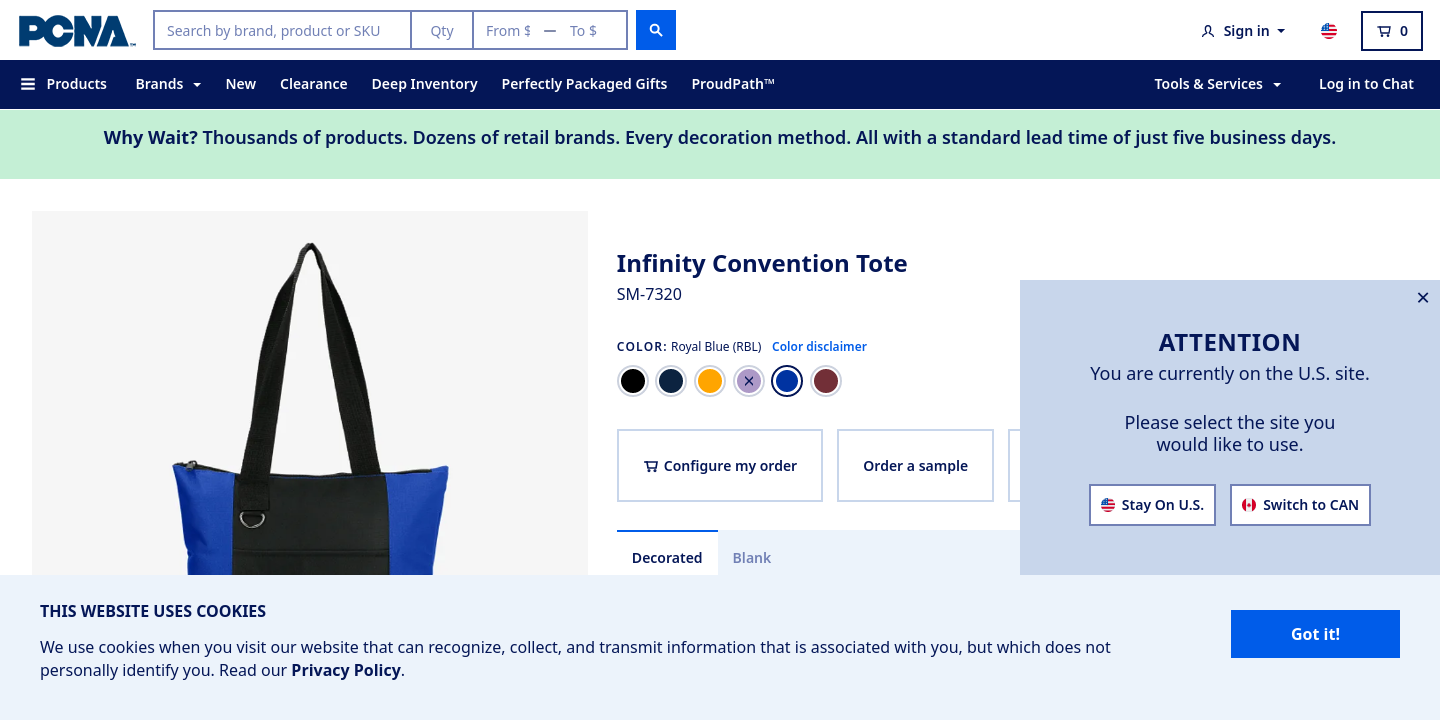 PCNA™
Search by brand, product or SKU
Qty
From $ — To $
Sign in
0
Products
Brands
New
Clearance
Deep Inventory
Perfectly Packaged Gifts
ProudPath™
Tools & Services
Log in to Chat
Why Wait? Thousands of products. Dozens of retail brands. Every decoration method. All with a standard lead time of just five business days.
Infinity Convention Tote
SM-7320
COLOR: Royal Blue (RBL) Color disclaimer
Configure my order
Order a sample
Decorated
Blank
ATTENTION
You are currently on the U.S. site.
Please select the site you
would like to use.
Stay On U.S.
Switch to CAN
THIS WEBSITE USES COOKIES
We use cookies when you visit our website that can recognize, collect, and transmit information that is associated with you, but which does not
personally identify you. Read our Privacy Policy.
Got it!